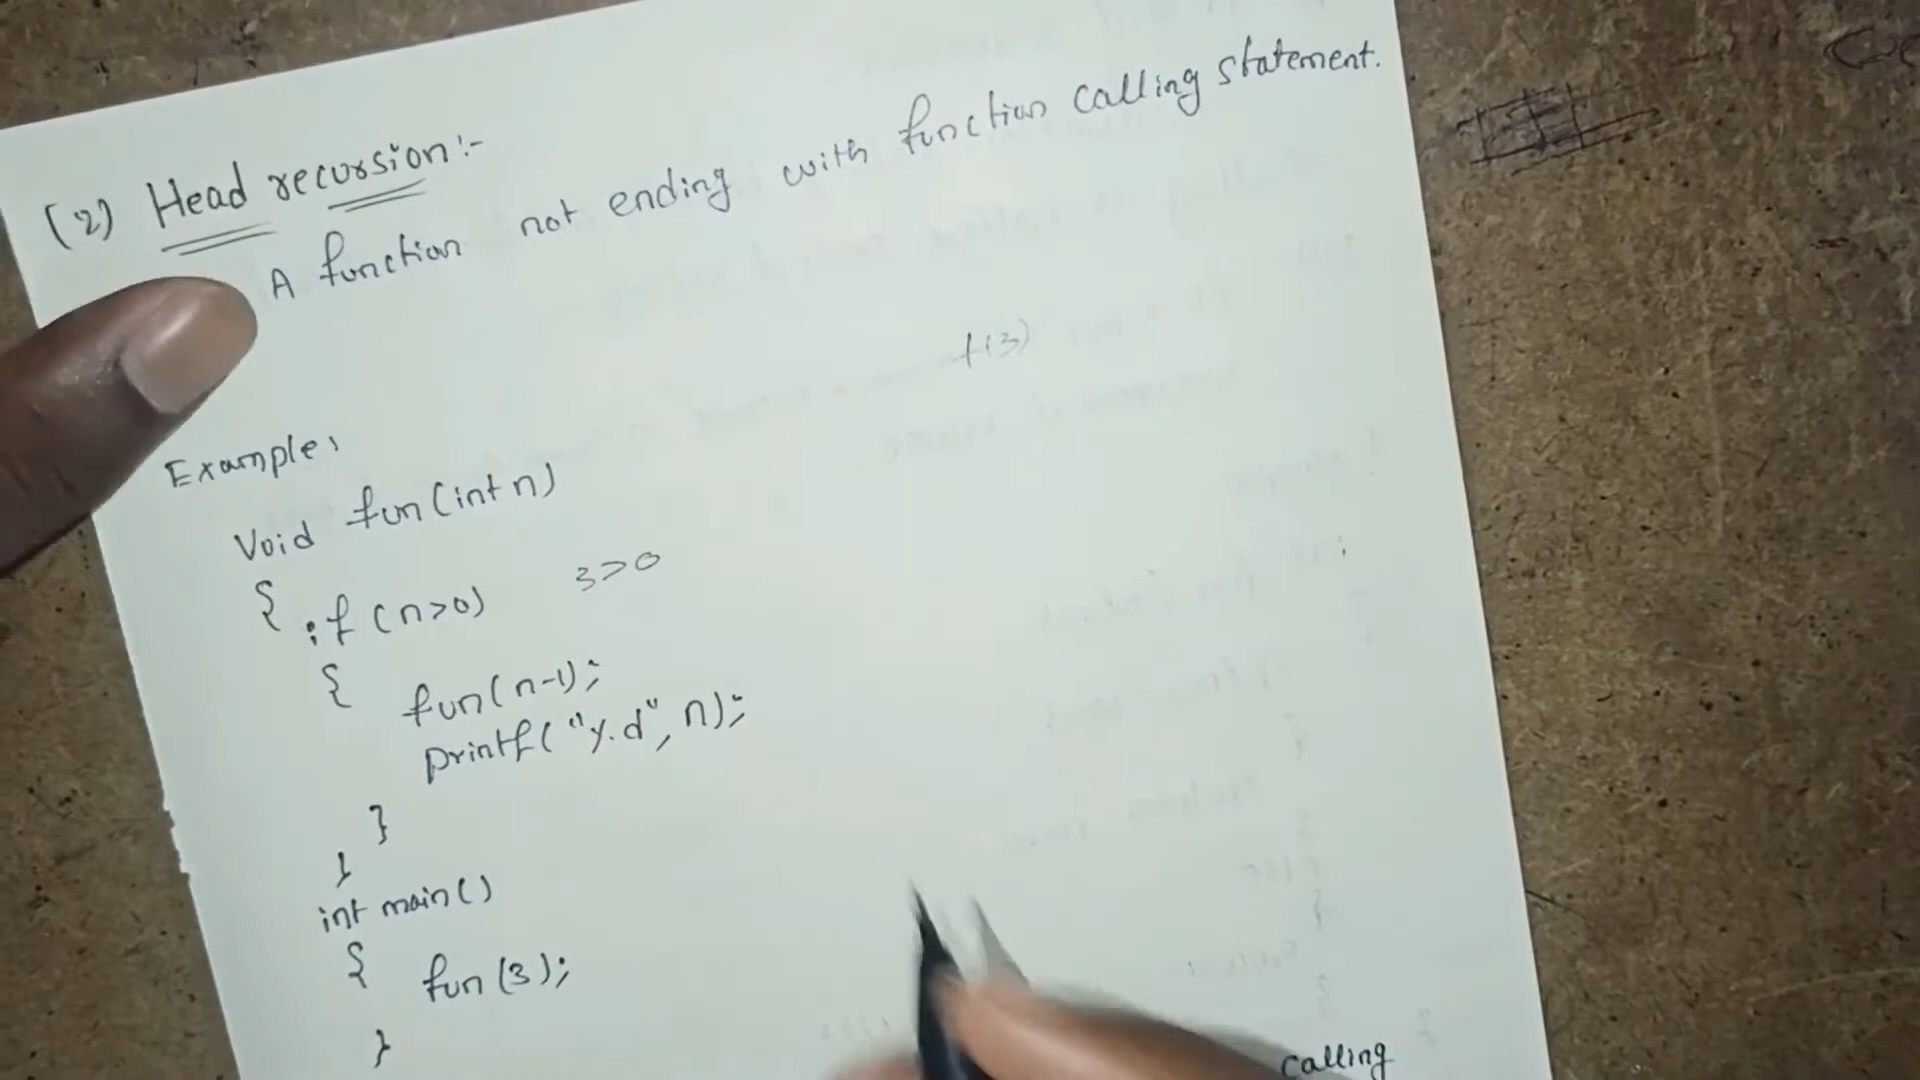 (2) Head recursion:-
A function not ending with function calling statement.
f(3)
Example:
Void fun(int n)
{ if (n>0) 3>0
{ fun(n-1);
printf("%d", n);
}
}
int main()
{ fun(3);
}
calling